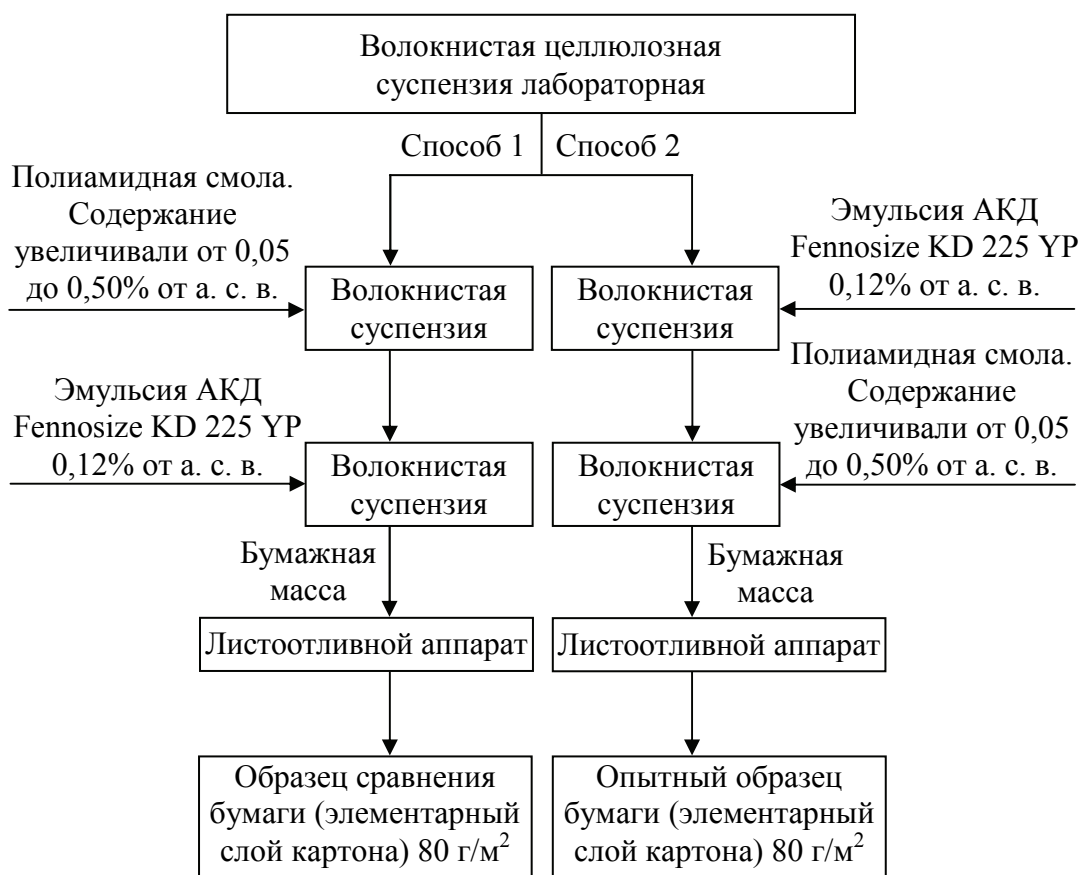 Волокнистая целлюлозная
суспензия лабораторная
Способ 1
Способ 2
Полиамидная смола.
Содержание
увеличивали от 0,05
до 0,50% от а. с. в.
Волокнистая
суспензия
Волокнистая
суспензия
Эмульсия АКД
Fennosize KD 225 YP
0,12% от а. с. в.
Эмульсия АКД
Fennosize KD 225 YP
0,12% от а. с. в.
Волокнистая
суспензия
Волокнистая
суспензия
Полиамидная смола.
Содержание
увеличивали от 0,05
до 0,50% от а. с. в.
Бумажная
масса
Бумажная
масса
Листоотливной аппарат
Листоотливной аппарат
Образец сравнения
бумаги (элементарный
слой картона) 80 г/м²
Опытный образец
бумаги (элементарный
слой картона) 80 г/м²